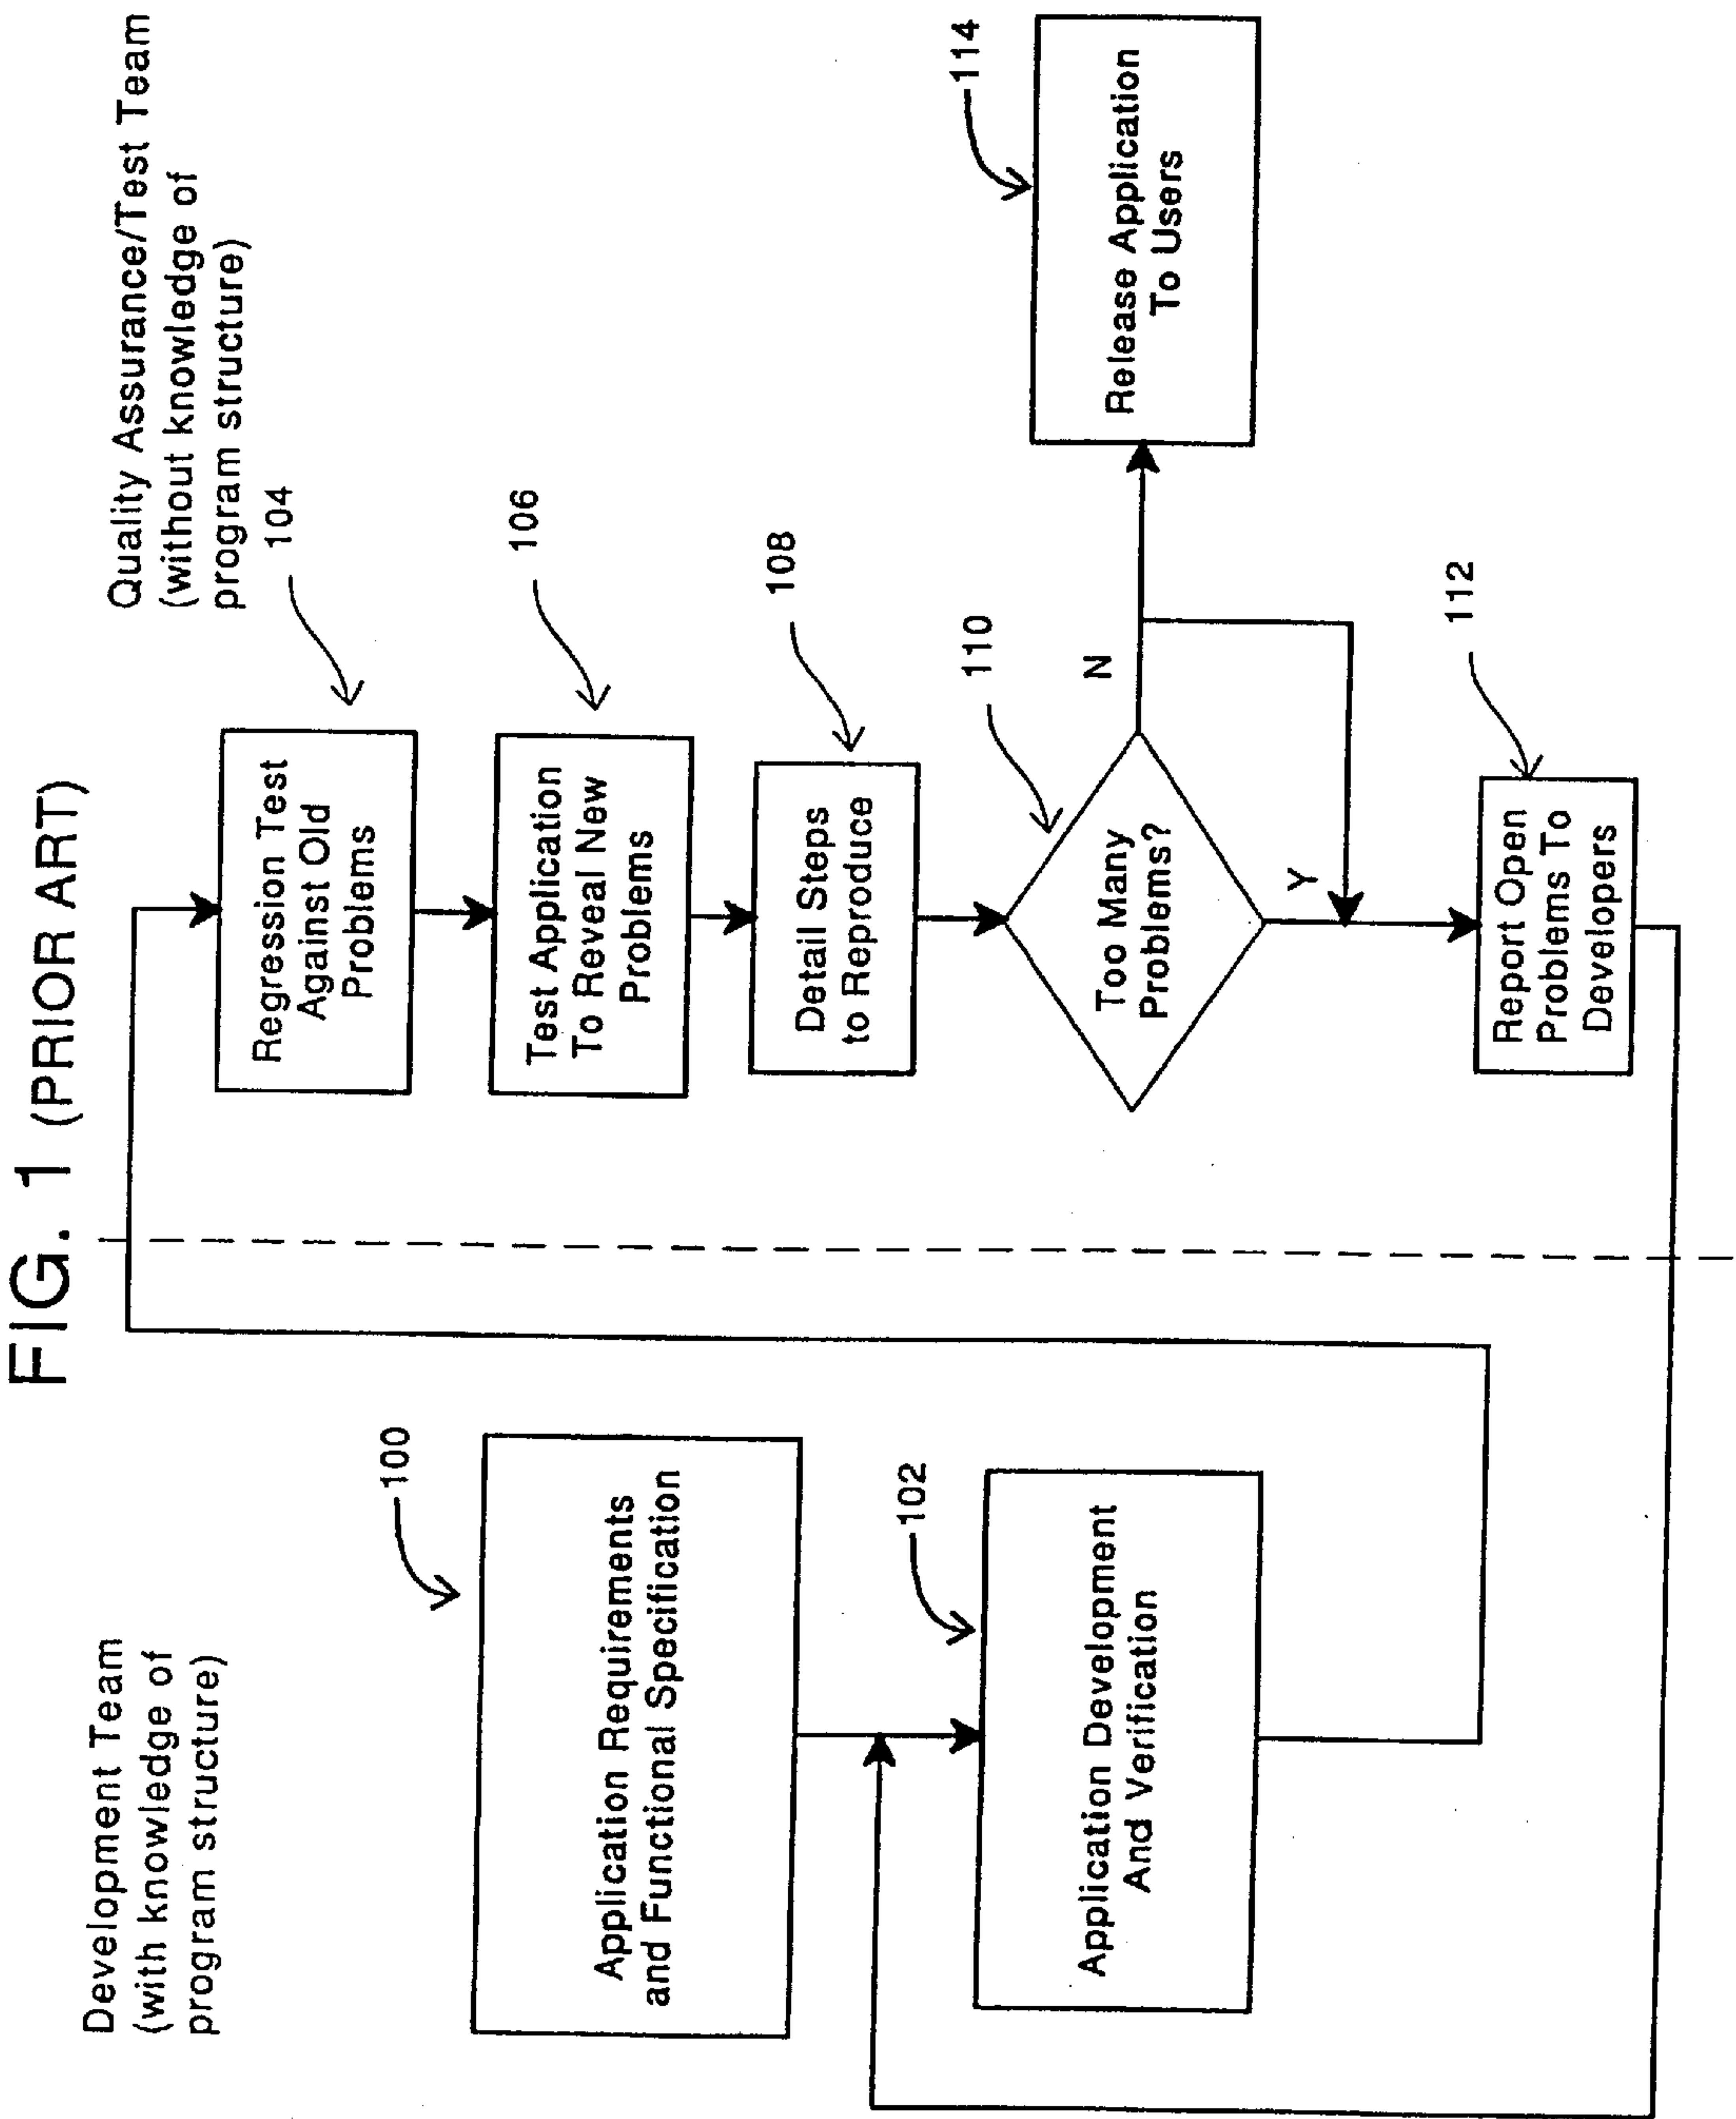 FIG. 1 (PRIOR ART)
Development Team
(with knowledge of
program structure)
100
Application Requirements
and Functional Specification
102
Application Development
And Verification
Quality Assurance/Test Team
(without knowledge of
program structure)
104
Regression Test
Against Old
Problems
106
Test Application
To Reveal New
Problems
108
Detail Steps
to Reproduce
110
Too Many
Problems?
N
Y
114
Release Application
To Users
112
Report Open
Problems To
Developers